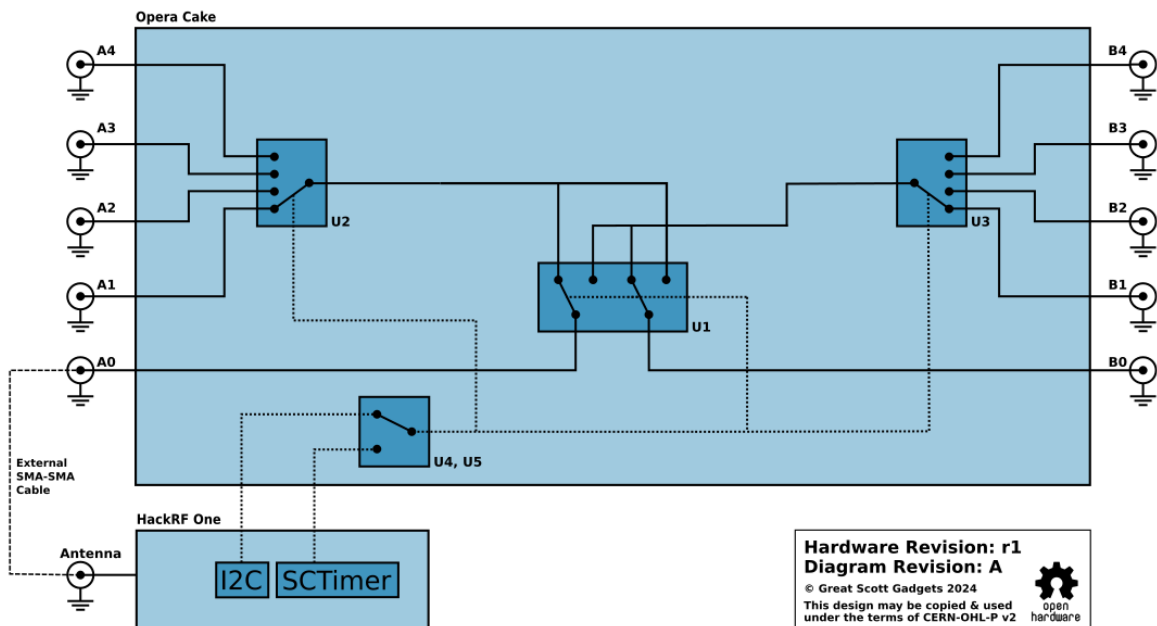 Opera Cake
A4
B4
A3
B3
A2
B2
U2
U3
A1
B1
U1
A0
B0
U4, U5
External
SMA-SMA
Cable
HackRF One
Antenna
I2C
SCTimer
Hardware Revision: r1
Diagram Revision: A
© Great Scott Gadgets 2024
This design may be copied & used
under the terms of CERN-OHL-P v2
open
hardware